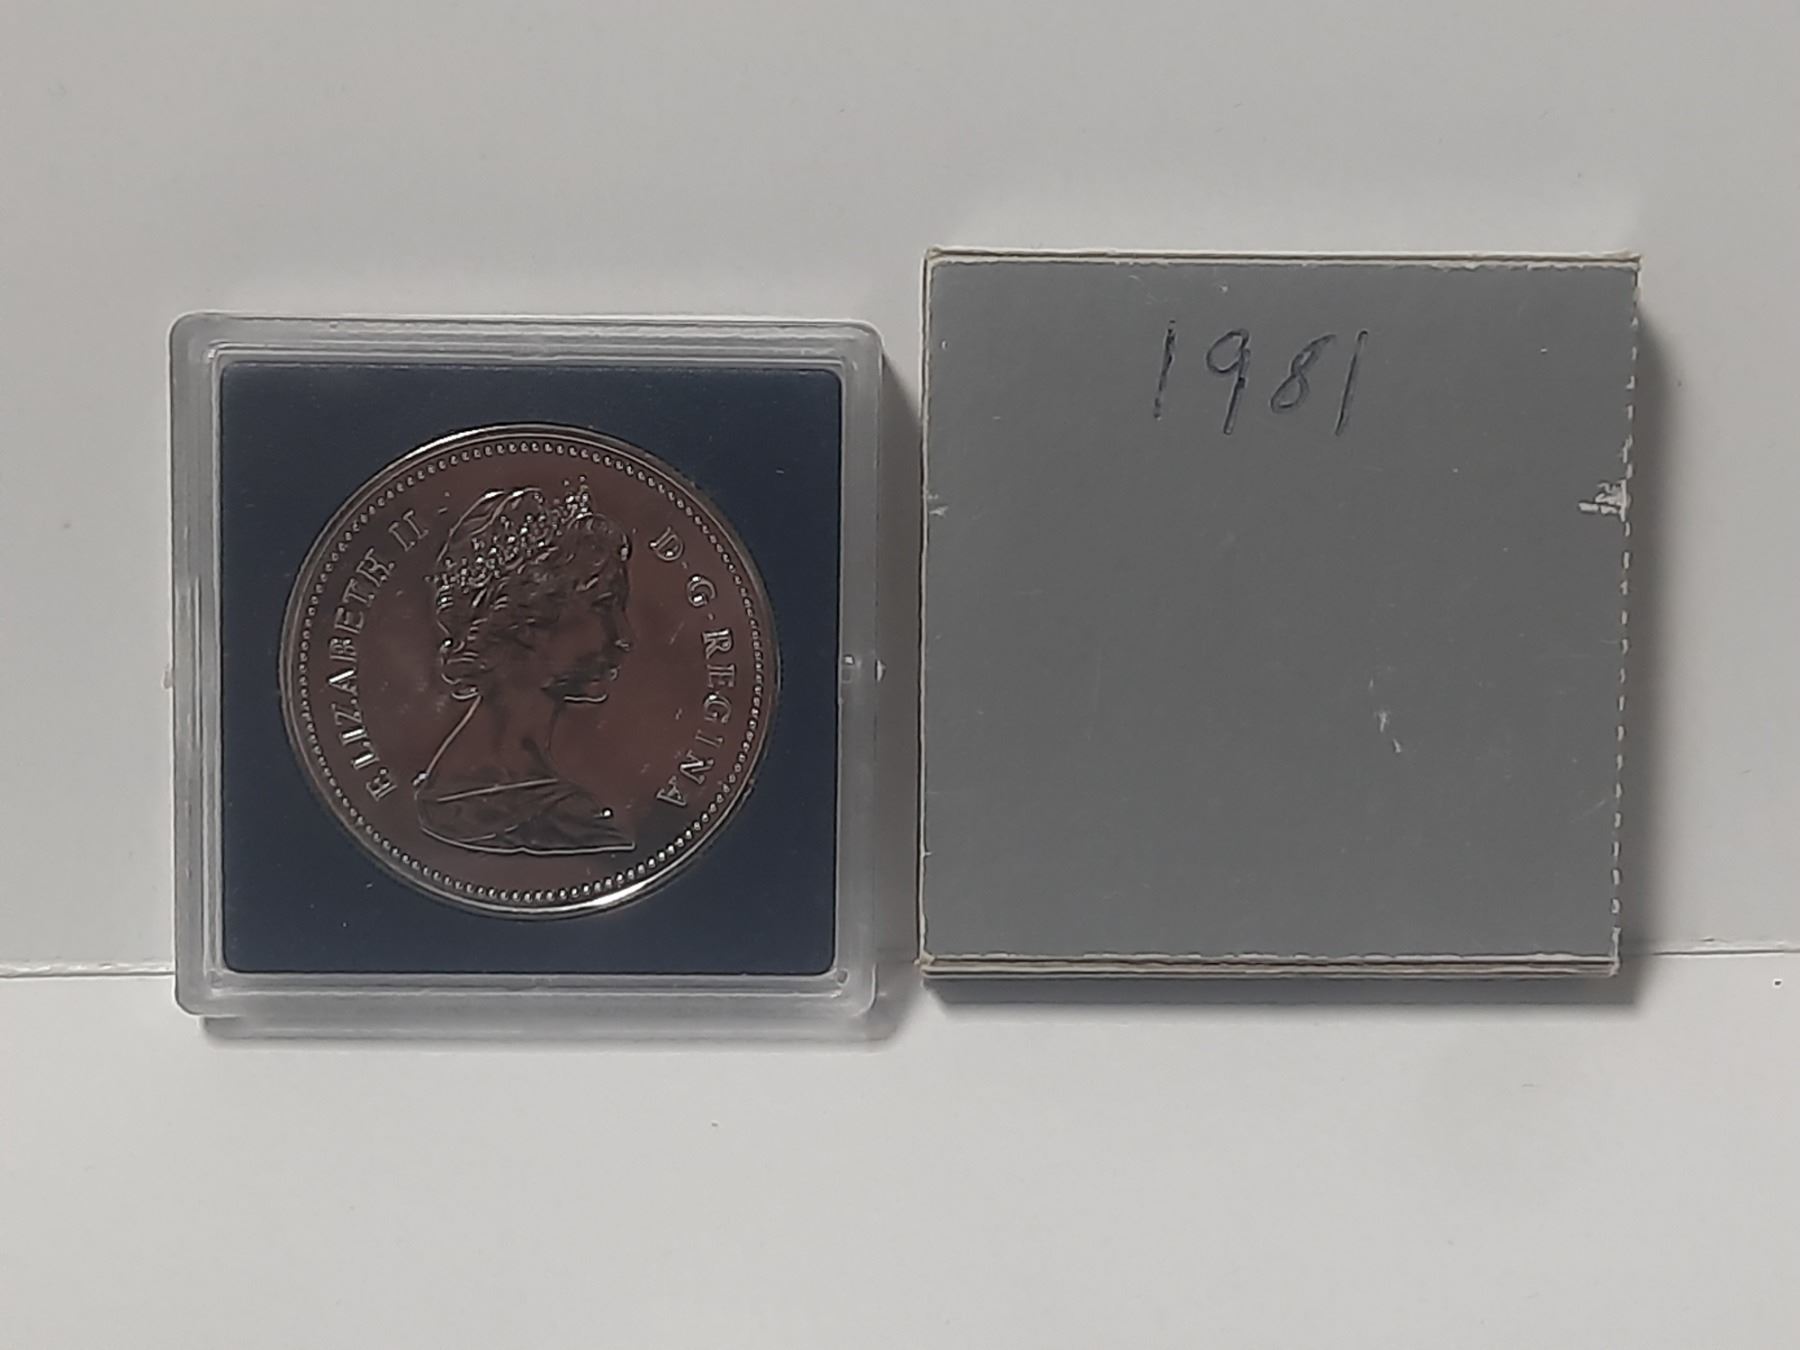 ELIZABETH II D·G·REGINA
1981